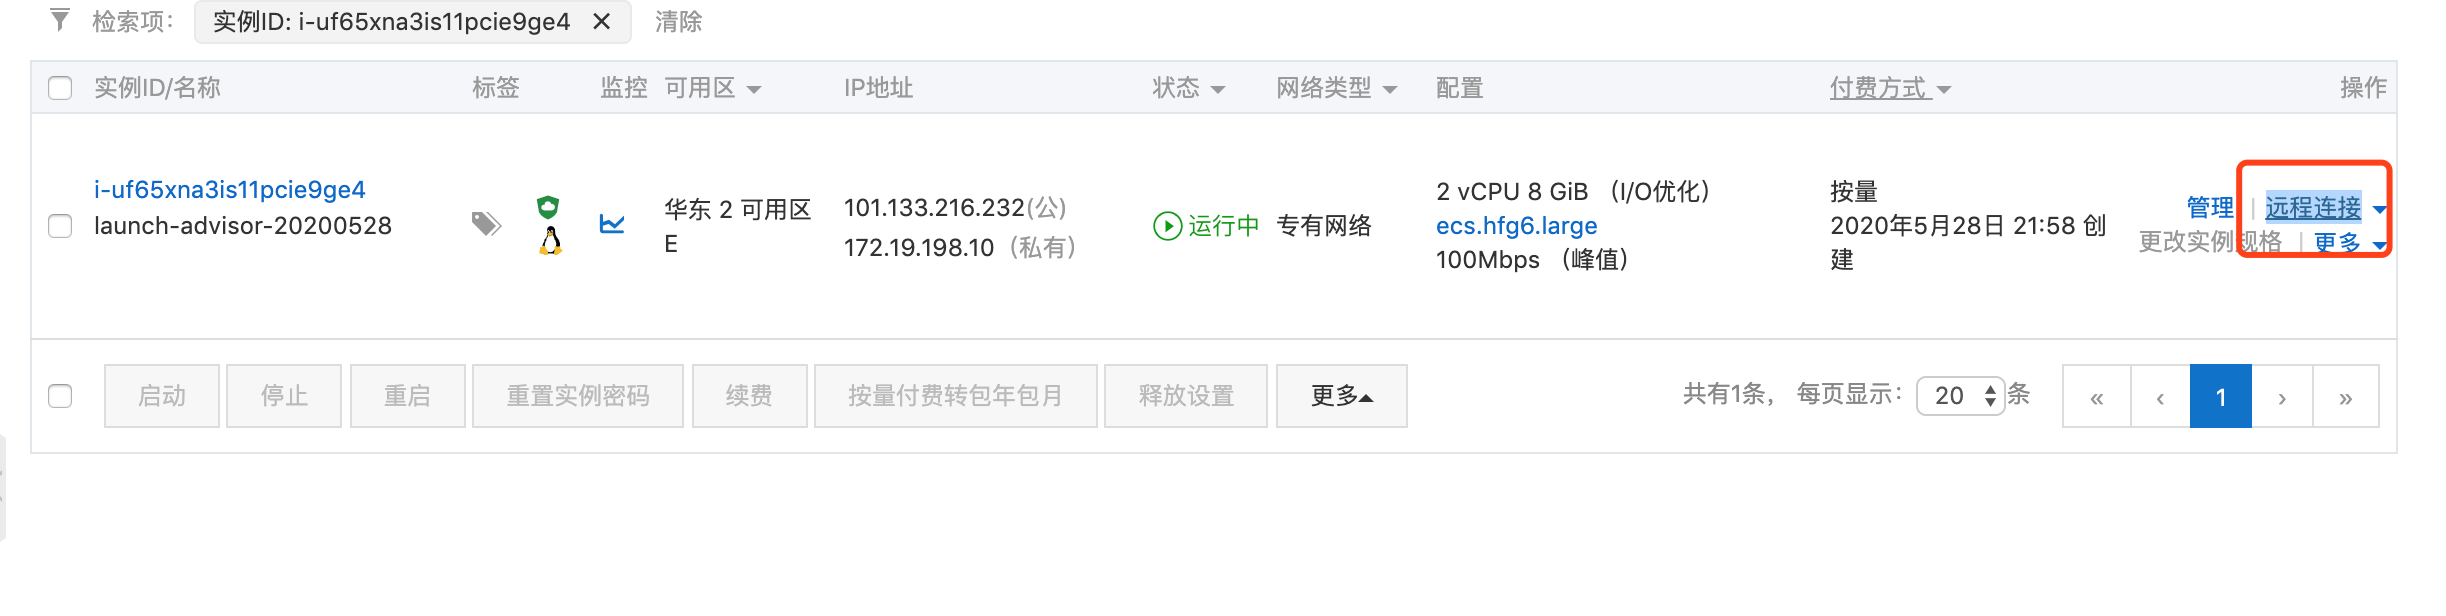 检索项： 实例ID: i-uf65xna3is11pcie9ge4 ✕ 清除
实例ID/名称 标签 监控 可用区 IP地址 状态 网络类型 配置 付费方式 操作
i-uf65xna3is11pcie9ge4
launch-advisor-20200528
华东 2 可用区
E
101.133.216.232(公)
172.19.198.10 （私有）
运行中
专有网络
2 vCPU 8 GiB （I/O优化）
ecs.hfg6.large
100Mbps （峰值）
按量
2020年5月28日 21:58 创
建
管理 | 远程连接
更改实例规格 | 更多
启动 停止 重启 重置实例密码 续费 按量付费转包年包月 释放设置 更多 共有1条， 每页显示： 20 条 « ‹ 1 › »